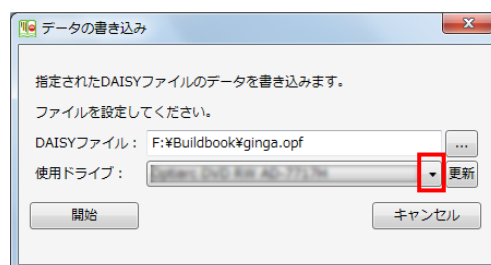 データの書き込み
指定されたDAISYファイルのデータを書き込みます。
ファイルを設定してください。
DAISYファイル： F:¥Buildbook¥ginga.opf ...
使用ドライブ： 更新
開始 キャンセル